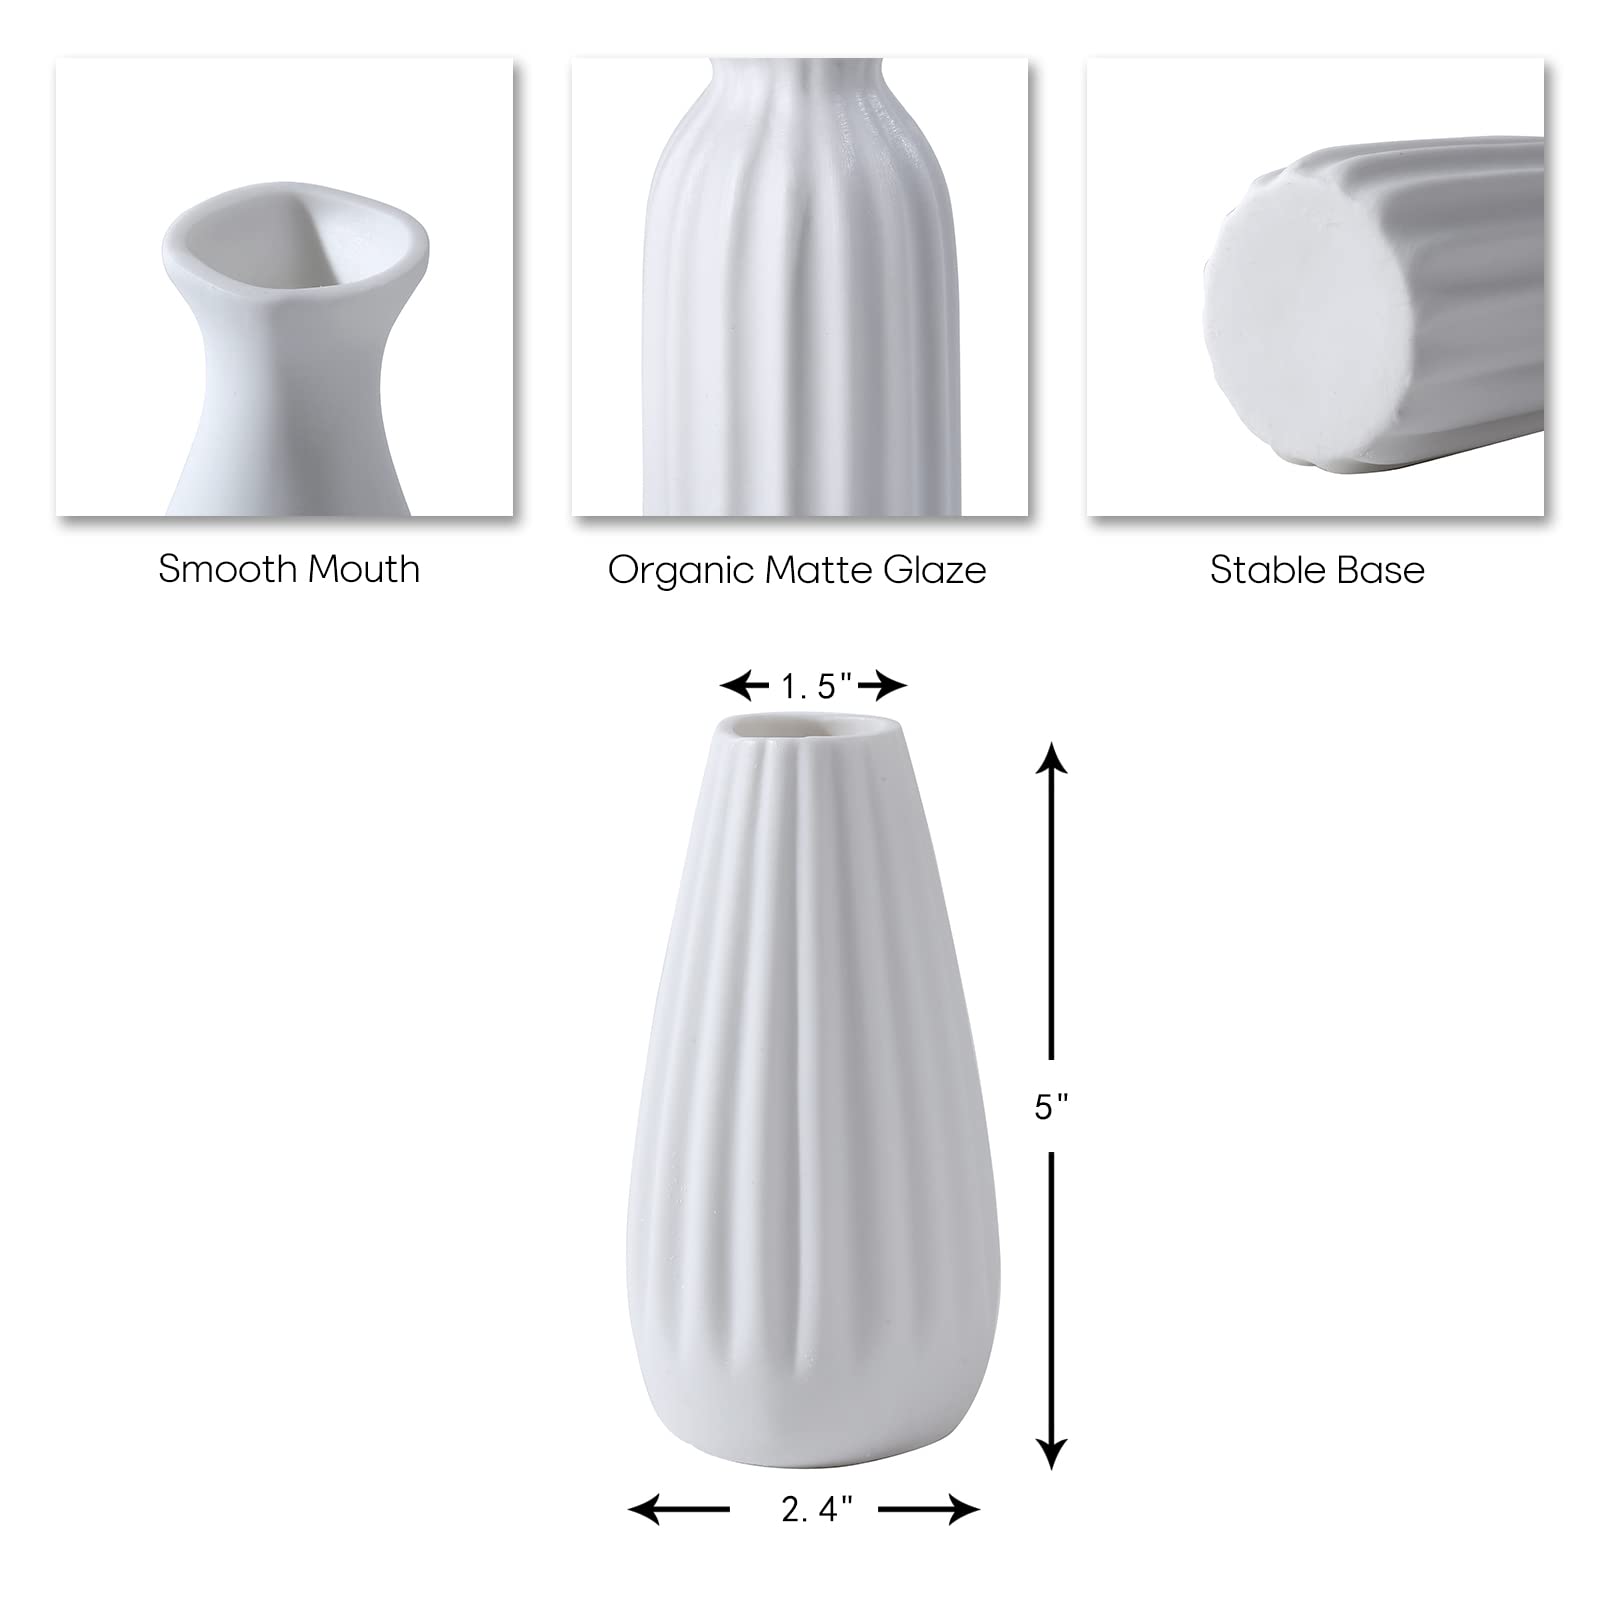 Smooth Mouth
Organic Matte Glaze
Stable Base
1.5"
5"
2.4"